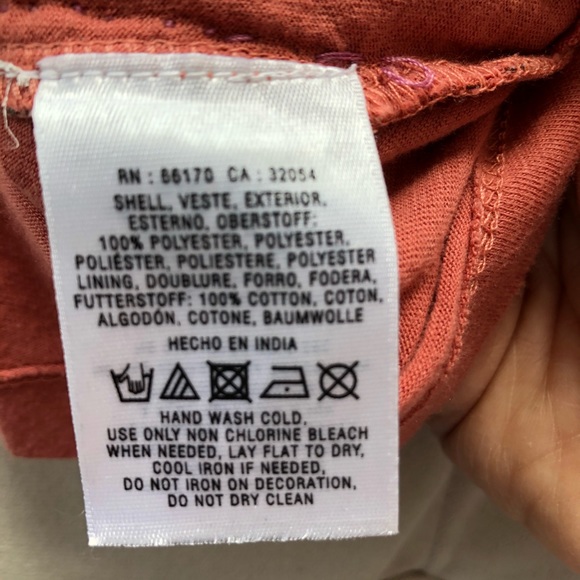 RN : 66170 CA : 32054
SHELL, VESTE, EXTERIOR,
ESTERNO, OBERSTOFF:
100% POLYESTER, POLYESTER,
POLIÉSTER, POLIESTERE, POLYESTER
LINING, DOUBLURE, FORRO, FODERA,
FUTTERSTOFF: 100% COTTON, COTON,
ALGODÓN, COTONE, BAUMWOLLE
HECHO EN INDIA
HAND WASH COLD,
USE ONLY NON CHLORINE BLEACH
WHEN NEEDED, LAY FLAT TO DRY,
COOL IRON IF NEEDED,
DO NOT IRON ON DECORATION,
DO NOT DRY CLEAN